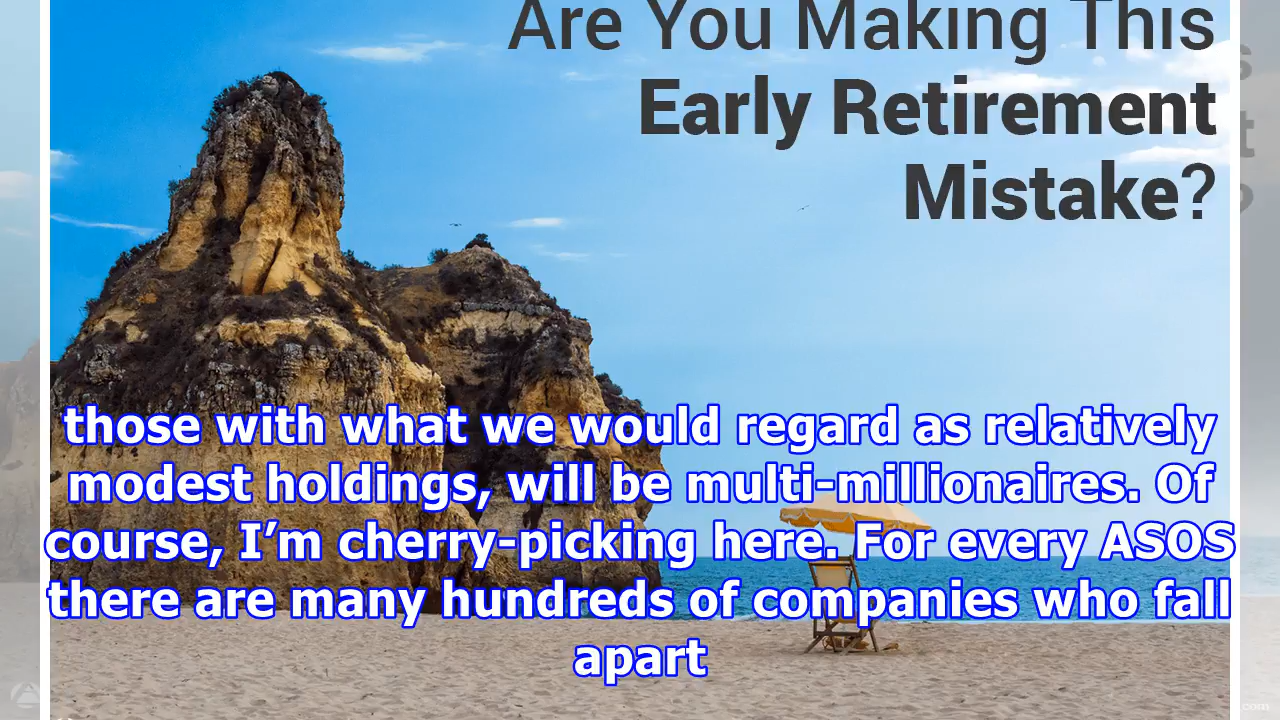 Are You Making This
Early Retirement
Mistake?
those with what we would regard as relatively
modest holdings, will be multi-millionaires. Of
course, I’m cherry-picking here. For every ASOS
there are many hundreds of companies who fall
apart
com